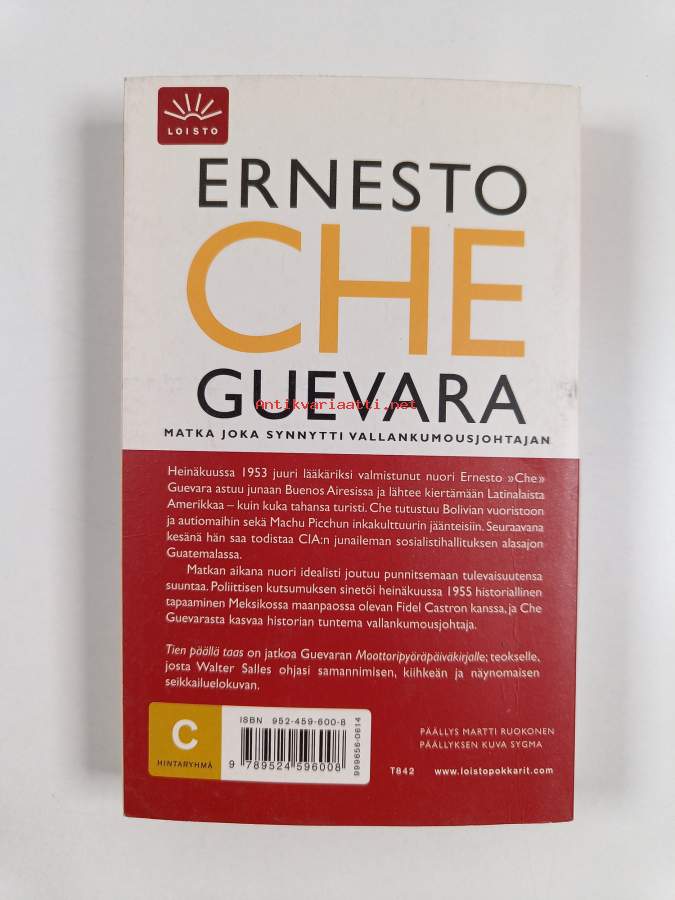 LOISTO
ERNESTO
CHE
GUEVARA
Antikvariaatti.net
MATKA JOKA SYNNYTTI VALLANKUMOUSJOHTAJAN
Heinäkuussa 1953 juuri lääkäriksi valmistunut nuori Ernesto »Che»
Guevara astuu junaan Buenos Airesissa ja lähtee kiertämään Latinalaista
Amerikkaa – kuin kuka tahansa turisti. Che tutustuu Bolivian vuoristoon
ja autiomaihin sekä Machu Picchun inkakulttuurin jäänteisiin. Seuraavana
kesänä hän saa todistaa CIA:n junaileman sosialistihallituksen alasajon
Guatemalassa.
Matkan aikana nuori idealisti joutuu punnitsemaan tulevaisuutensa
suuntaa. Poliittisen kutsumuksen sinetöi heinäkuussa 1955 historiallinen
tapaaminen Meksikossa maanpaossa olevan Fidel Castron kanssa, ja Che
Guevarasta kasvaa historian tuntema vallankumousjohtaja.
Tien päällä taas on jatkoa Guevaran Moottoripyöräpäiväkirjalle; teokselle,
josta Walter Salles ohjasi samannimisen, kiihkeän ja näynomaisen
seikkailuelokuvan.
C
HINTARYHMÄ
ISBN 952-459-600-8
9 789524 596008
999656-0614
PÄÄLLYS MARTTI RUOKONEN
PÄÄLLYKSEN KUVA SYGMA
T842 www.loistopokkarit.com